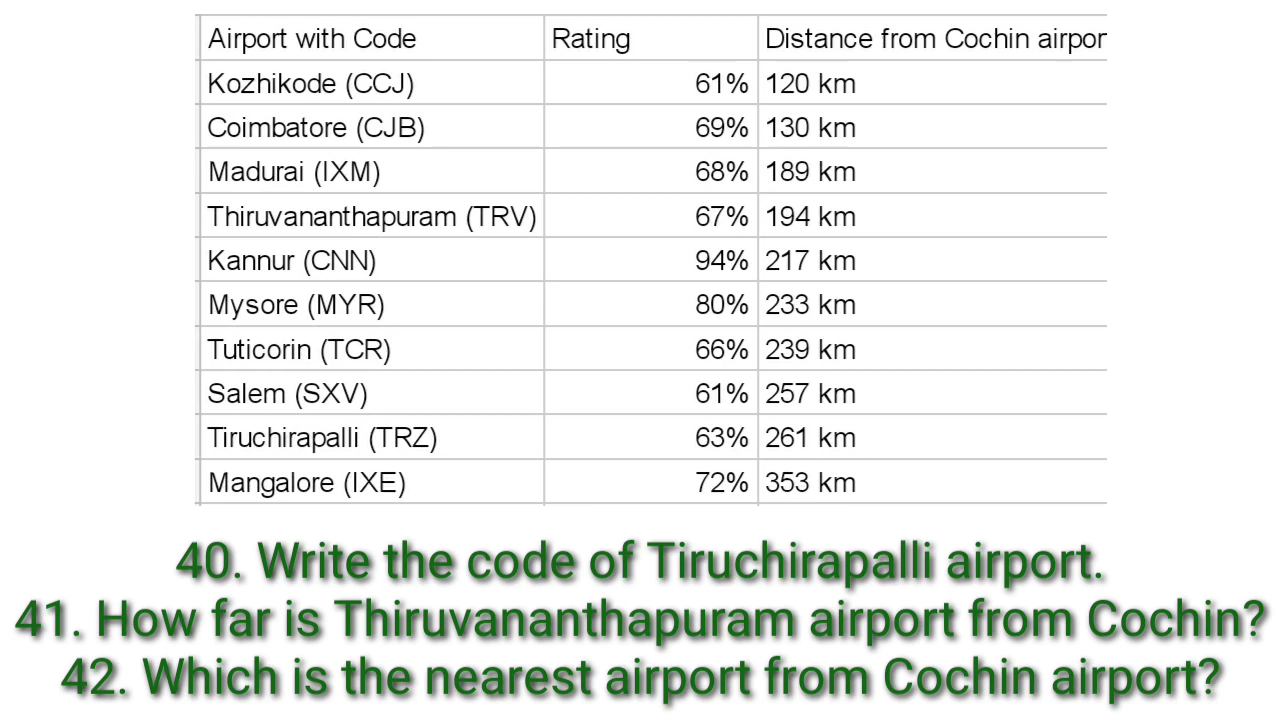 Airport with Code Rating Distance from Cochin airpor
Kozhikode (CCJ) 61% 120 km
Coimbatore (CJB) 69% 130 km
Madurai (IXM) 68% 189 km
Thiruvananthapuram (TRV) 67% 194 km
Kannur (CNN) 94% 217 km
Mysore (MYR) 80% 233 km
Tuticorin (TCR) 66% 239 km
Salem (SXV) 61% 257 km
Tiruchirapalli (TRZ) 63% 261 km
Mangalore (IXE) 72% 353 km
40. Write the code of Tiruchirapalli airport.
41. How far is Thiruvananthapuram airport from Cochin?
42. Which is the nearest airport from Cochin airport?